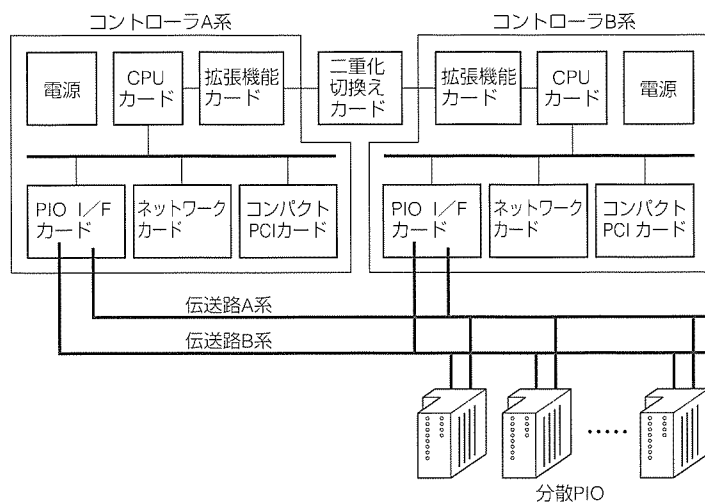 コントローラA系
コントローラB系
電源
CPU
カード
拡張機能
カード
二重化
切換え
カード
拡張機能
カード
CPU
カード
電源
PIO I/F
カード
ネットワーク
カード
コンパクト
PCIカード
PIO I/F
カード
ネットワーク
カード
コンパクト
PCI カード
伝送路A系
伝送路B系
分散PIO